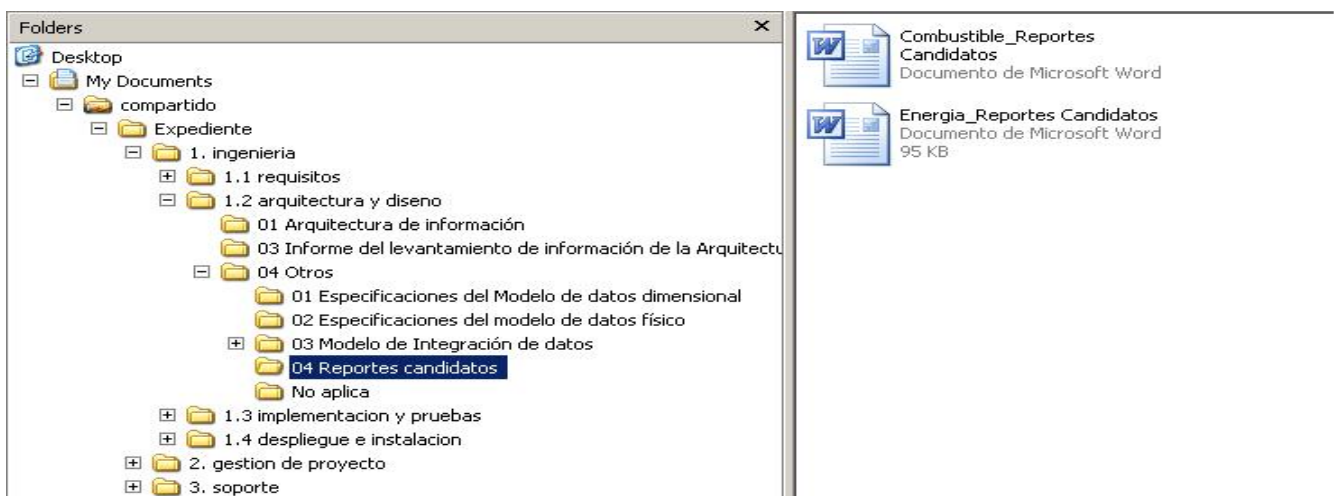 Folders
Desktop
My Documents
compartido
Expediente
1. ingenieria
1.1 requisitos
1.2 arquitectura y diseno
01 Arquitectura de información
03 Informe del levantamiento de información de la Arquitectu
04 Otros
01 Especificaciones del Modelo de datos dimensional
02 Especificaciones del modelo de datos físico
03 Modelo de Integración de datos
04 Reportes candidatos
No aplica
1.3 implementacion y pruebas
1.4 despliegue e instalacion
2. gestion de proyecto
3. soporte
Combustible_Reportes
Candidatos
Documento de Microsoft Word
Energia_Reportes Candidatos
Documento de Microsoft Word
95 KB